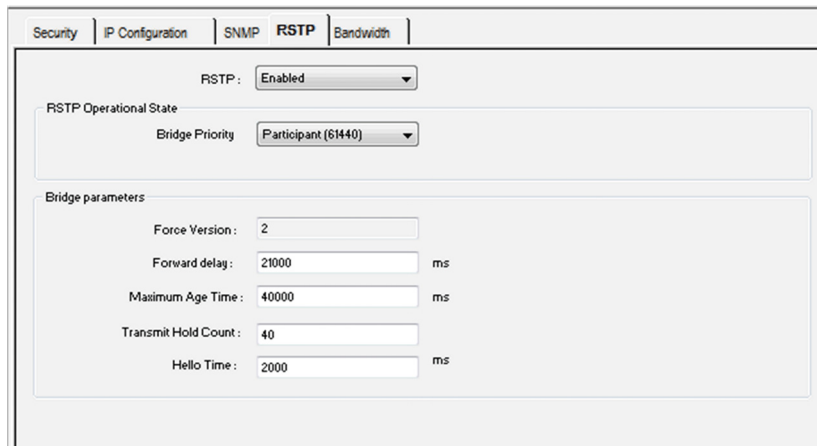 Security IP Configuration SNMP RSTP Bandwidth
RSTP : Enabled
RSTP Operational State
Bridge Priority Participant (61440)
Bridge parameters
Force Version : 2
Forward delay : 21000 ms
Maximum Age Time : 40000 ms
Transmit Hold Count : 40
Hello Time : 2000 ms